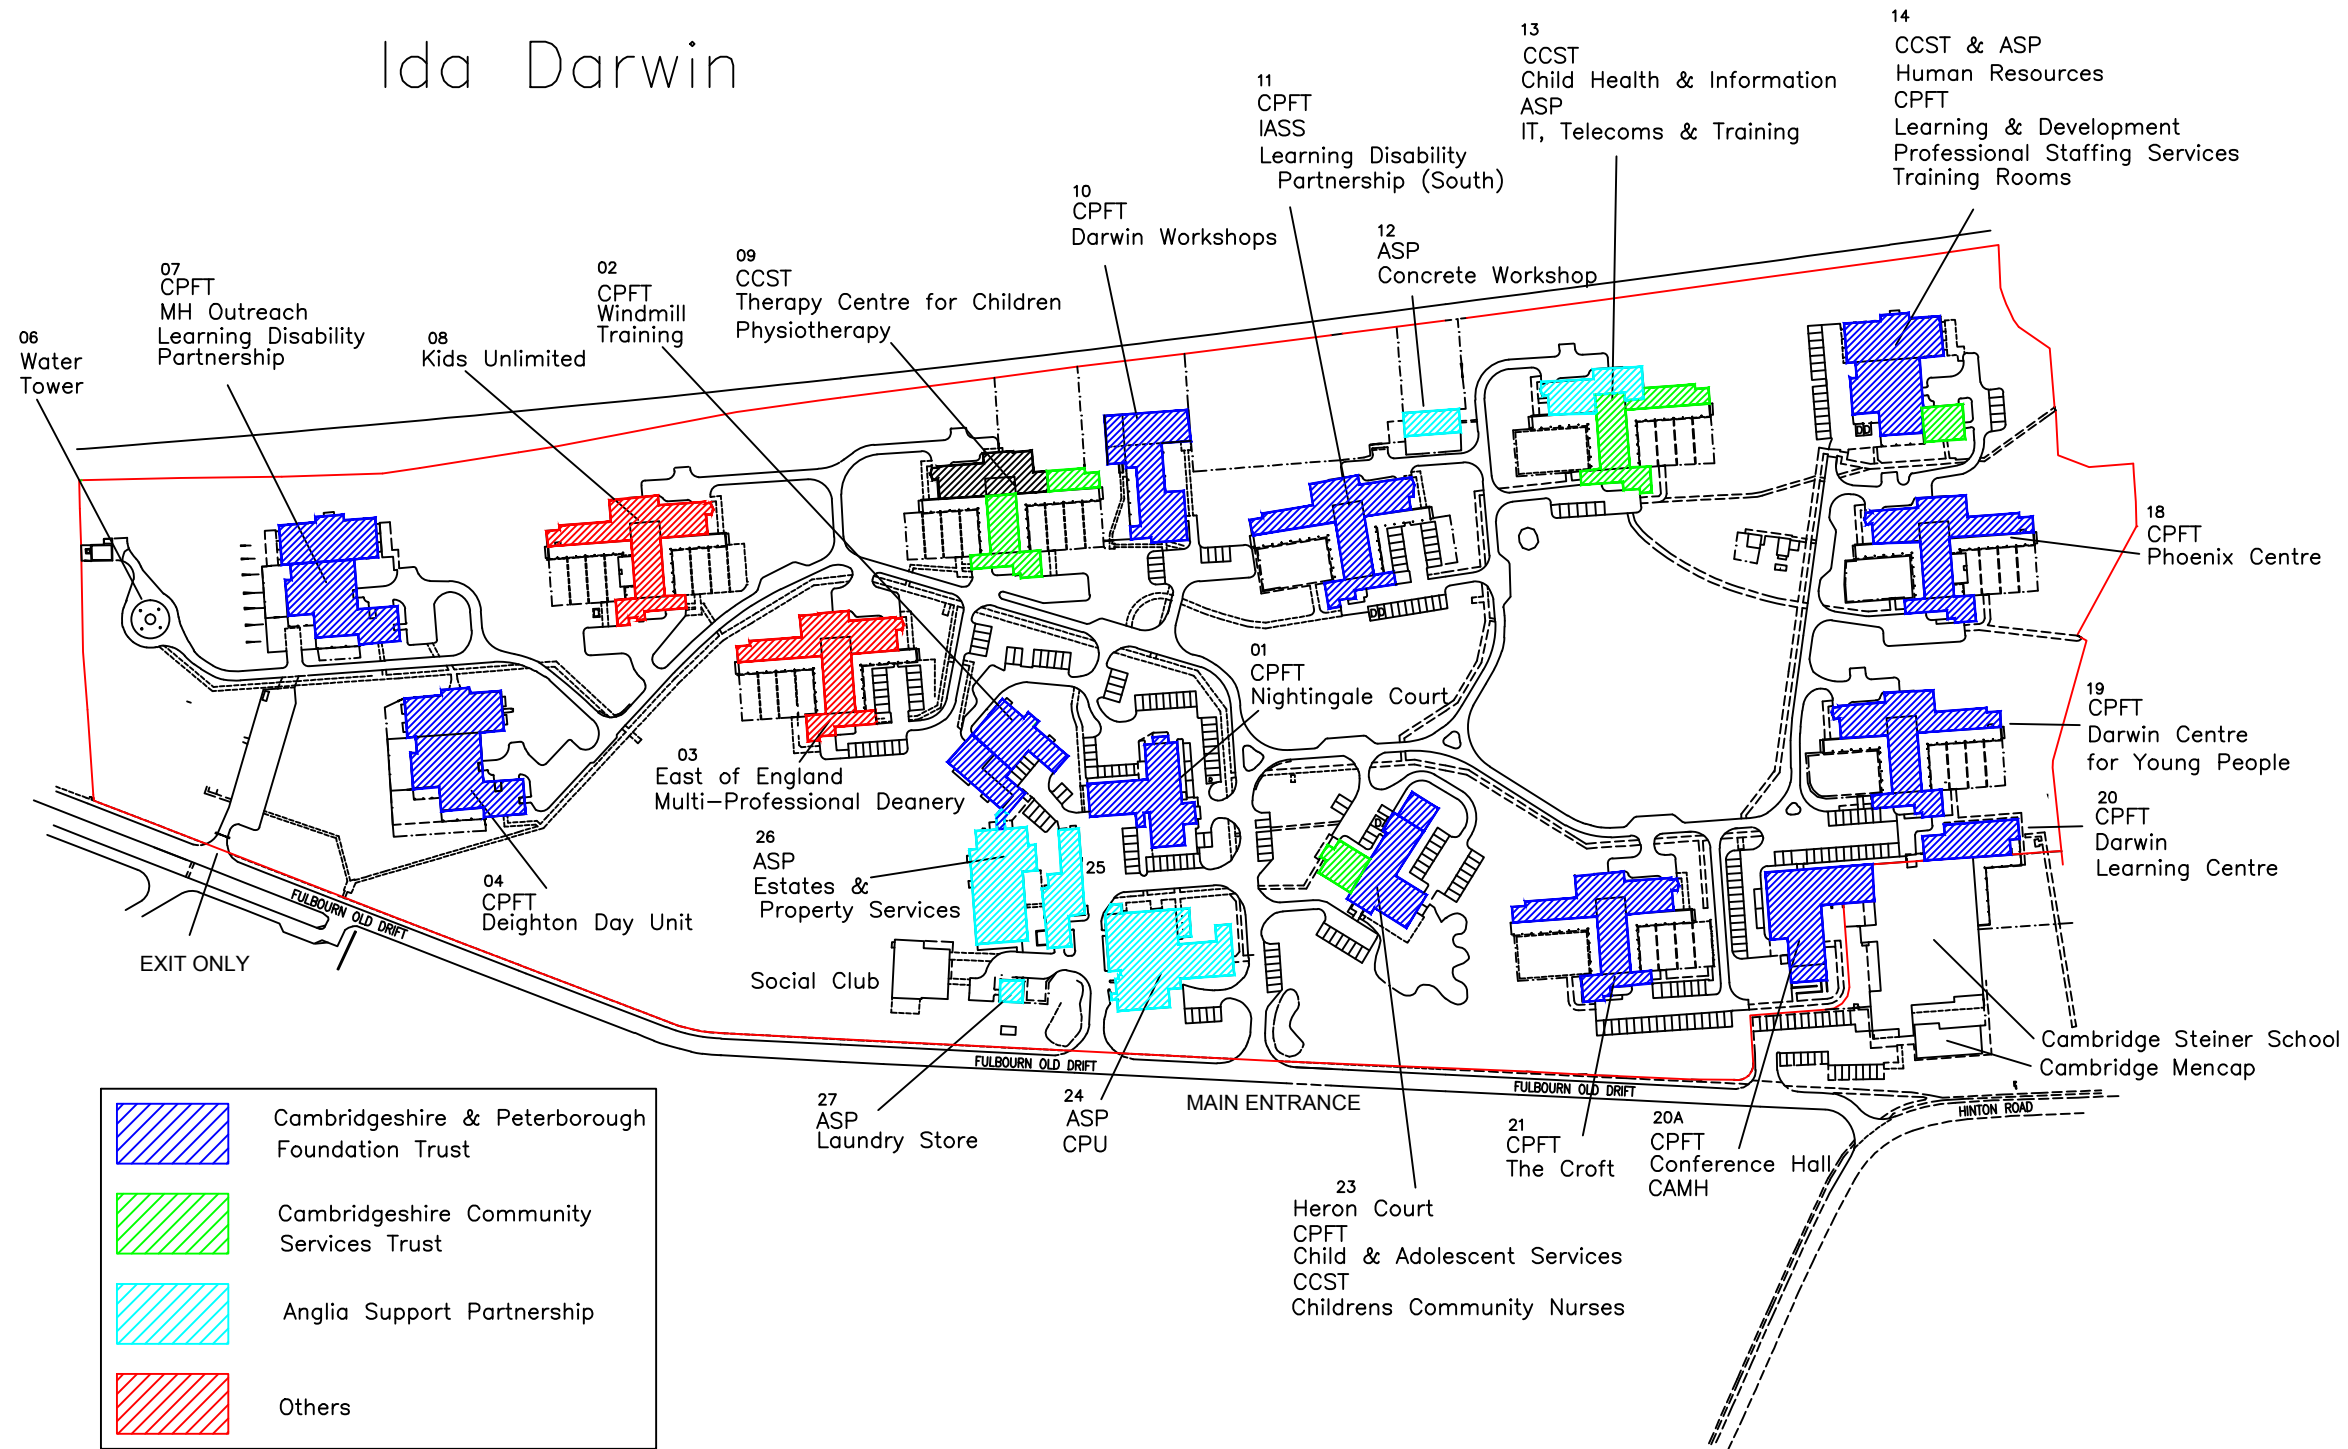 Ida Darwin
06
Water
Tower
07
CPFT
MH Outreach
Learning Disability
Partnership
08
Kids Unlimited
02
CPFT
Windmill
Training
09
CCST
Therapy Centre for Children
Physiotherapy
10
CPFT
Darwin Workshops
11
CPFT
IASS
Learning Disability
Partnership (South)
12
ASP
Concrete Workshop
13
CCST
Child Health & Information
ASP
IT, Telecoms & Training
14
CCST & ASP
Human Resources
CPFT
Learning & Development
Professional Staffing Services
Training Rooms
18
CPFT
Phoenix Centre
19
CPFT
Darwin Centre
for Young People
20
CPFT
Darwin
Learning Centre
01
CPFT
Nightingale Court
03
East of England
Multi-Professional Deanery
04
CPFT
Deighton Day Unit
26
ASP
Estates &
Property Services
25
Social Club
EXIT ONLY
FULBOURN OLD DRIFT
FULBOURN OLD DRIFT
FULBOURN OLD DRIFT
HINTON ROAD
MAIN ENTRANCE
27
ASP
Laundry Store
24
ASP
CPU
23
Heron Court
CPFT
Child & Adolescent Services
CCST
Childrens Community Nurses
21
CPFT
The Croft
20A
CPFT
Conference Hall
CAMH
Cambridge Steiner School
Cambridge Mencap
DD
DD
Cambridgeshire & Peterborough
Foundation Trust
Cambridgeshire Community
Services Trust
Anglia Support Partnership
Others